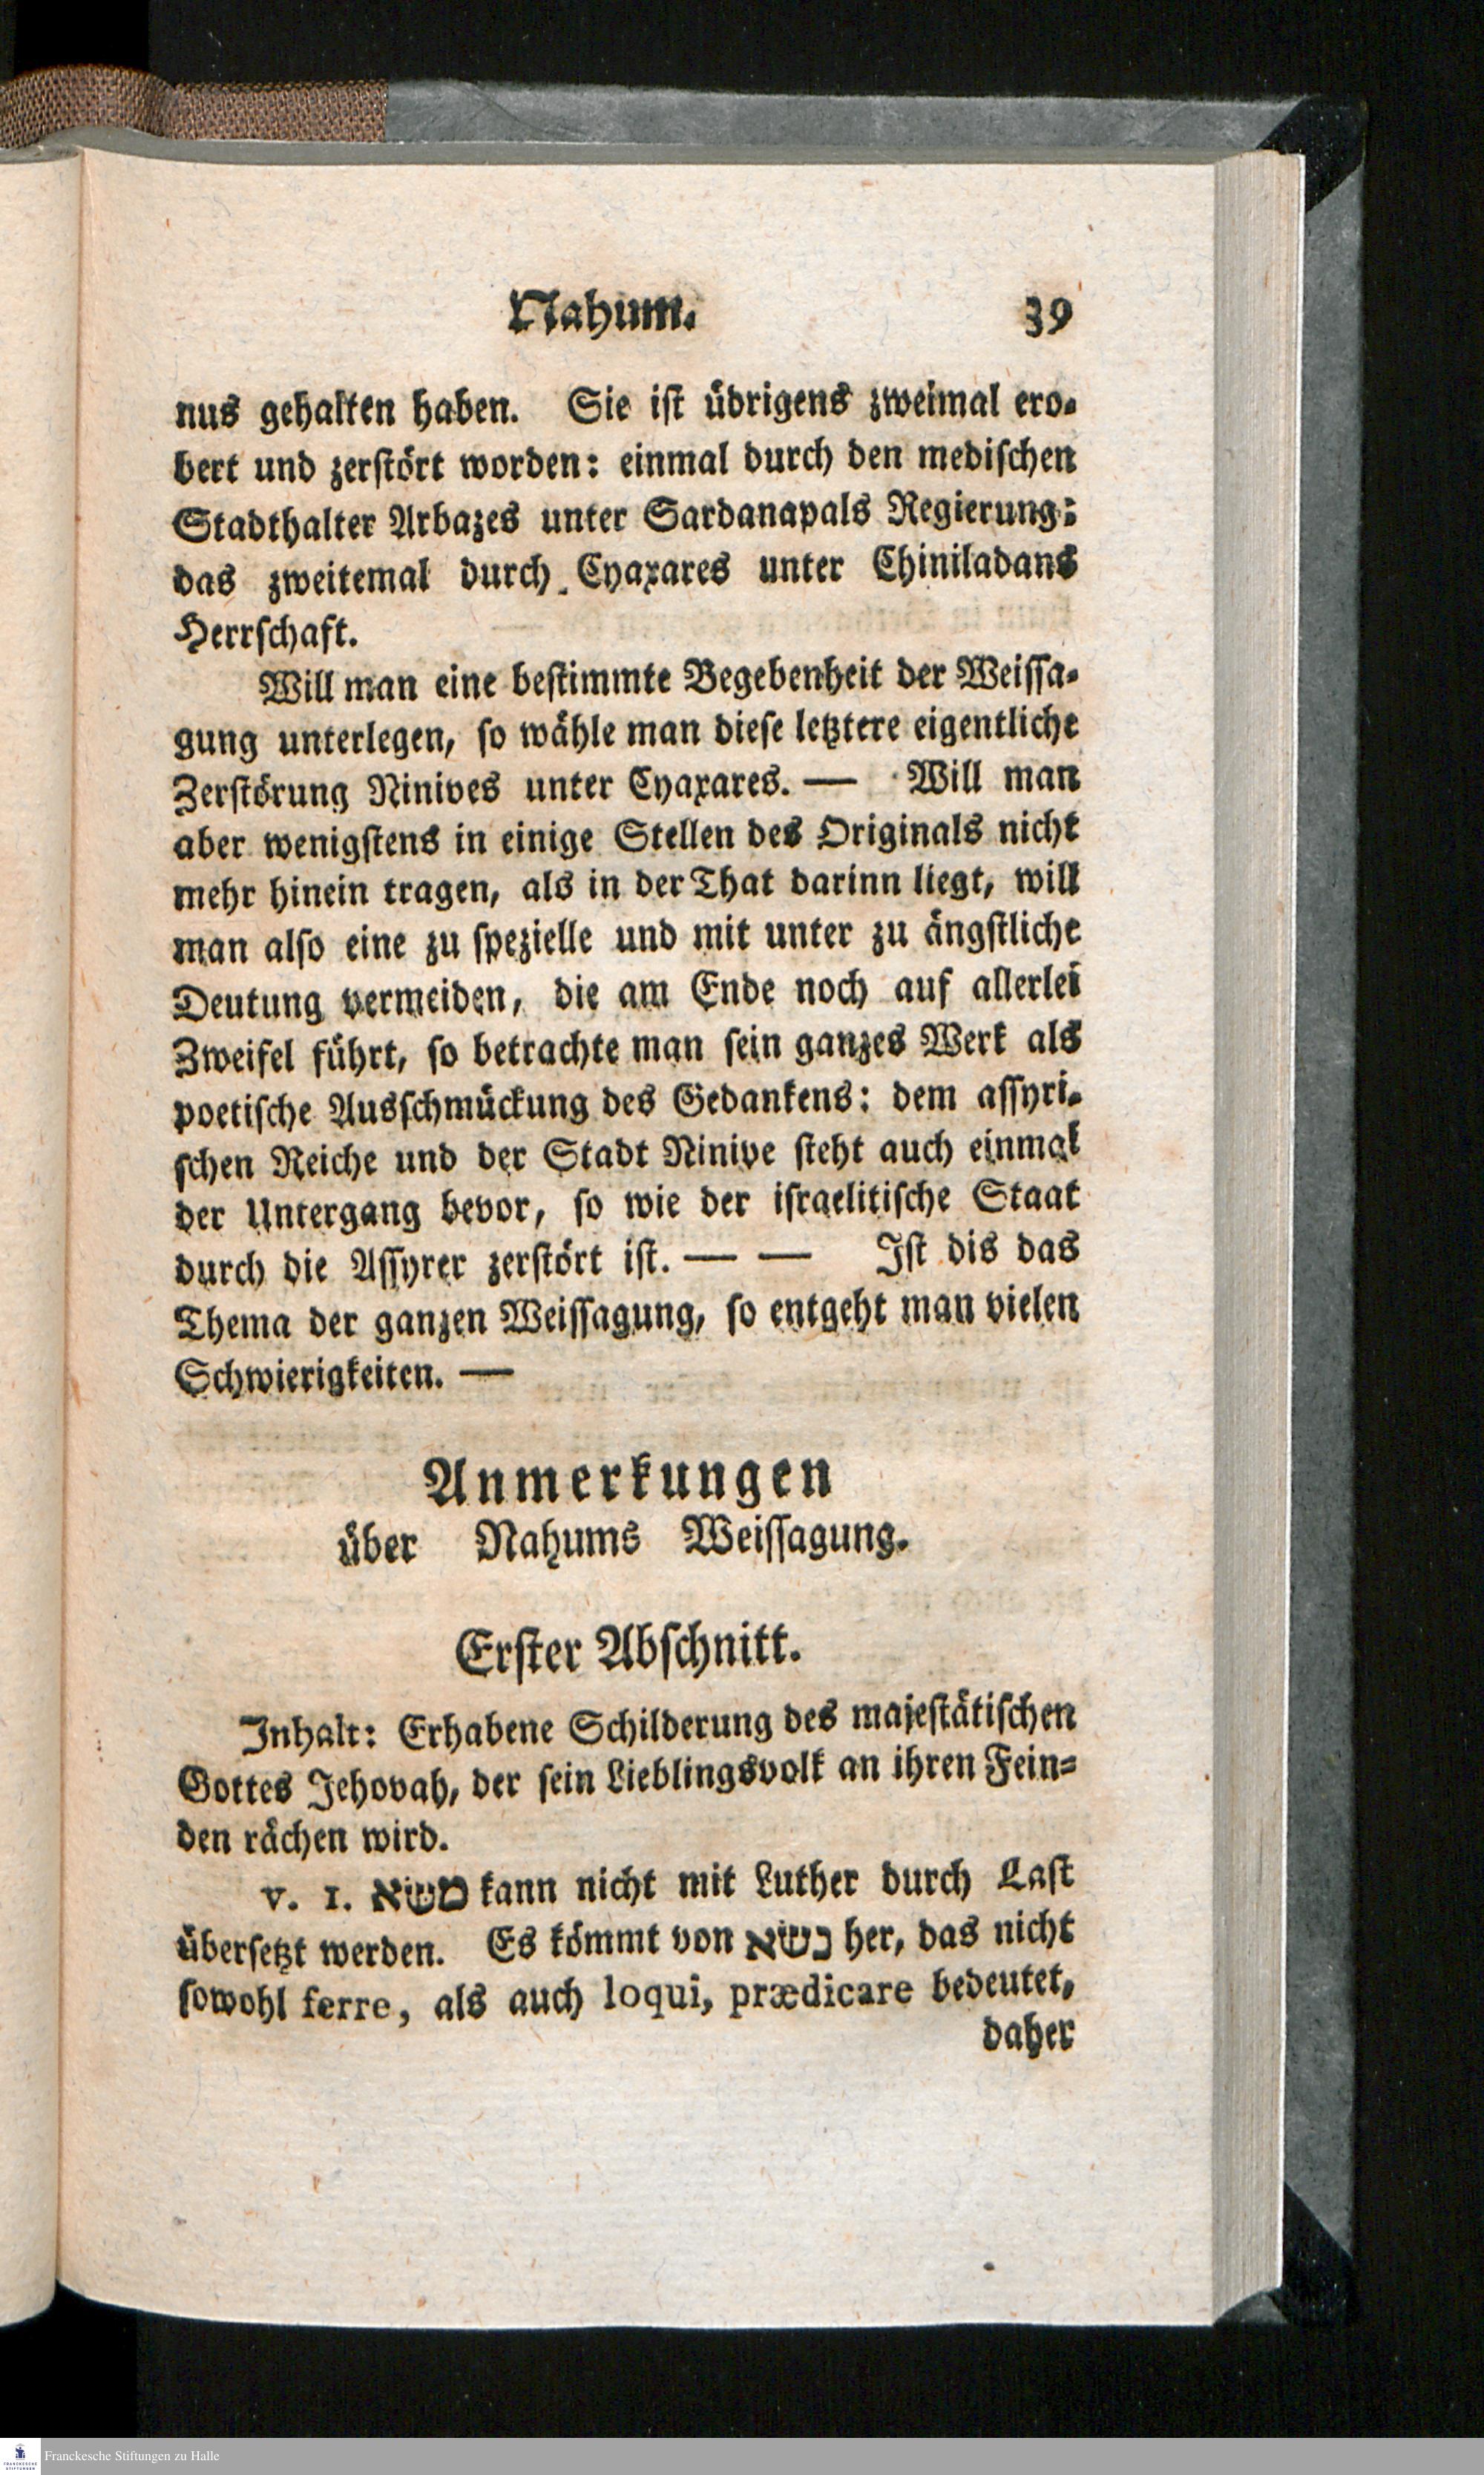 Nahum. 39
nus gehalten haben. Sie ist übrigens zweimal ero-
bert und zerstört worden: einmal durch den medischen
Stadthalter Arbazes unter Sardanapals Regierung:
das zweitemal durch Cyaxares unter Chiniladans
Herrschaft.
Will man eine bestimmte Begebenheit der Weissa-
gung unterlegen, so wähle man diese letztere eigentliche
Zerstörung Ninives unter Cyaxares. — Will man
aber wenigstens in einige Stellen des Originals nicht
mehr hinein tragen, als in der That darinn liegt, will
man also eine zu spezielle und mit unter zu ängstliche
Deutung vermeiden, die am Ende noch auf allerlei
Zweifel führt, so betrachte man sein ganzes Werk als
poetische Ausschmückung des Gedankens: dem assyri-
schen Reiche und der Stadt Ninive steht auch einmal
der Untergang bevor, so wie der israelitische Staat
durch die Assyrer zerstört ist. — — Ist dis das
Thema der ganzen Weissagung, so entgeht man vielen
Schwierigkeiten. —
Anmerkungen
über Nahums Weissagung.
Erster Abschnitt.
Inhalt: Erhabene Schilderung des majestätischen
Gottes Jehovah, der sein Lieblingsvolk an ihren Fein-
den rächen wird.
v. 1. משׂא kann nicht mit Luther durch Last
übersetzt werden. Es kömmt von נשׂא her, das nicht
sowohl ferre, als auch loqui, prædicare bedeutet,
daher
Franckesche Stiftungen zu Halle